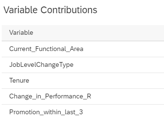 Variable Contributions
Variable
Current_Functional_Area
JobLevelChangeType
Tenure
Change_in_Performance_R
Promotion_within_last_3